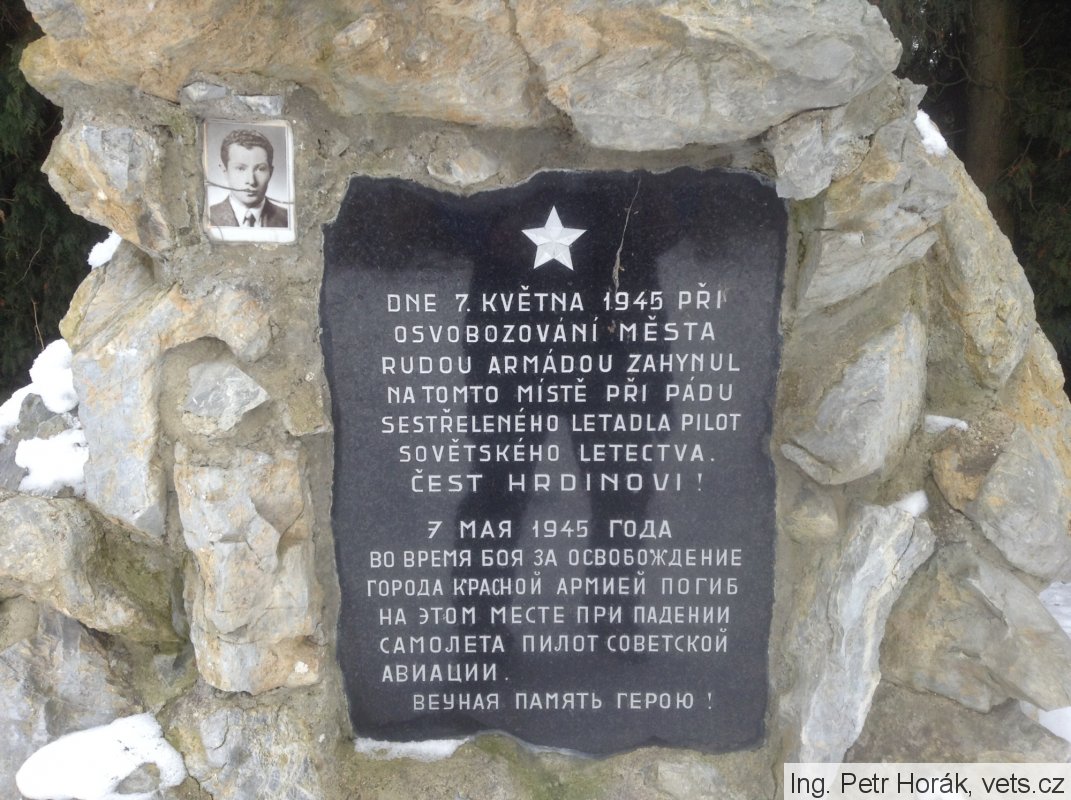 DNE 7. KVĚTNA 1945 PŘI
OSVOBOZOVÁNÍ MĚSTA
RUDOU ARMÁDOU ZAHYNUL
NA TOMTO MÍSTĚ PŘI PÁDU
SESTŘELENÉHO LETADLA PILOT
SOVĚTSKÉHO LETECTVA.
ČEST HRDINOVI!
7 МАЯ 1945 ГОДА
ВО ВРЕМЯ БОЯ ЗА ОСВОБОЖДЕНИЕ
ГОРОДА КРАСНОЙ АРМИЕЙ ПОГИБ
НА ЭТОМ МЕСТЕ ПРИ ПАДЕНИИ
САМОЛЕТА ПИЛОТ СОВЕТСКОЙ
АВИАЦИИ.
ВЕЧНАЯ ПАМЯТЬ ГЕРОЮ!
Ing. Petr Horák, vets.cz